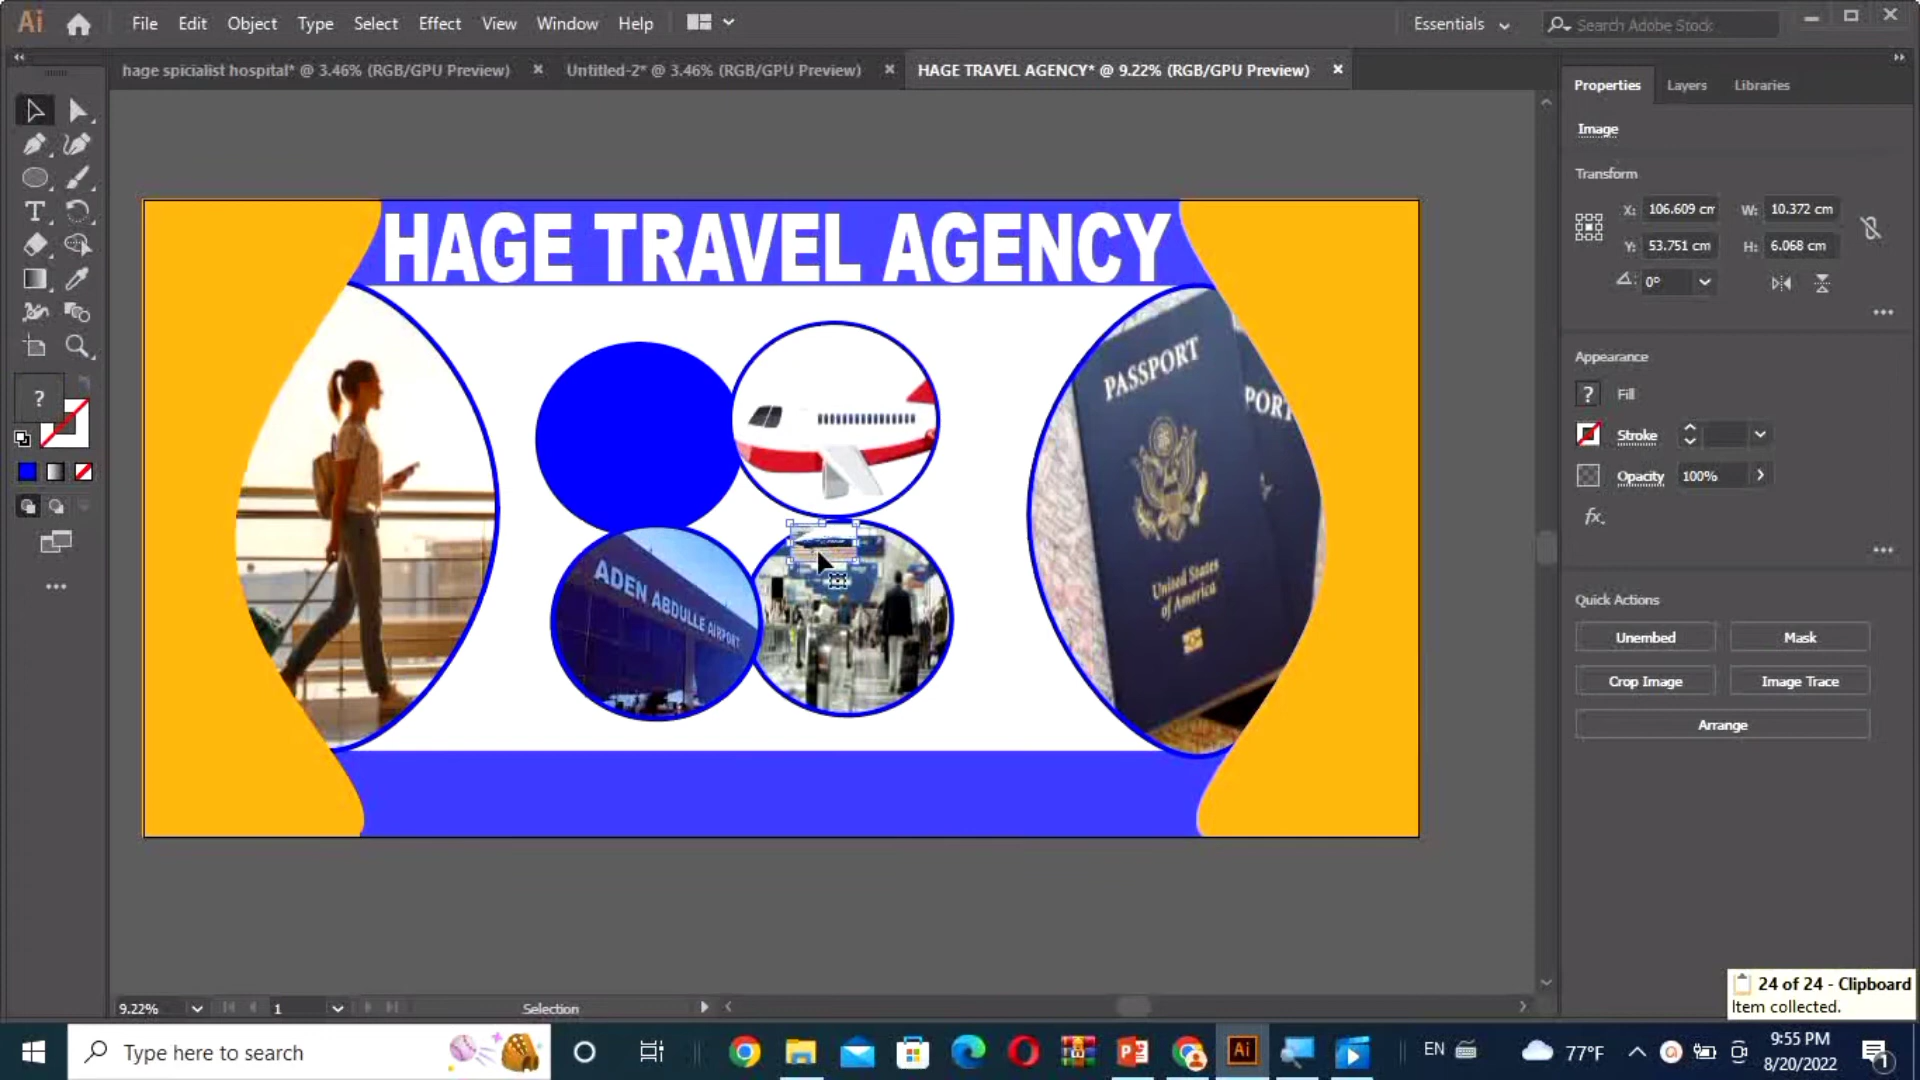 Ai File Edit Object Type Select Effect View Window Help Essentials Search Adobe Stock
hage spicialist hospital* @ 3.46% (RGB/GPU Preview) × Untitled-2* @ 3.46% (RGB/GPU Preview) × HAGE TRAVEL AGENCY* @ 9.22% (RGB/GPU Preview) ×
Properties Layers Libraries
Image
Transform
X: 106.609 cm W: 10.372 cm
Y: 53.751 cm H: 6.068 cm
0°
Appearance
? Fill
Stroke
Opacity 100%
fx.
Quick Actions
Unembed Mask
Crop Image Image Trace
Arrange
?
HAGE TRAVEL AGENCY
PASSPORT
PORT
United States
of America
ADEN ABDULLE AIRPORT
9.22% 1 Selection
24 of 24 - Clipboard
Item collected.
Type here to search
Ai
EN
77°F
9:55 PM
8/20/2022
1